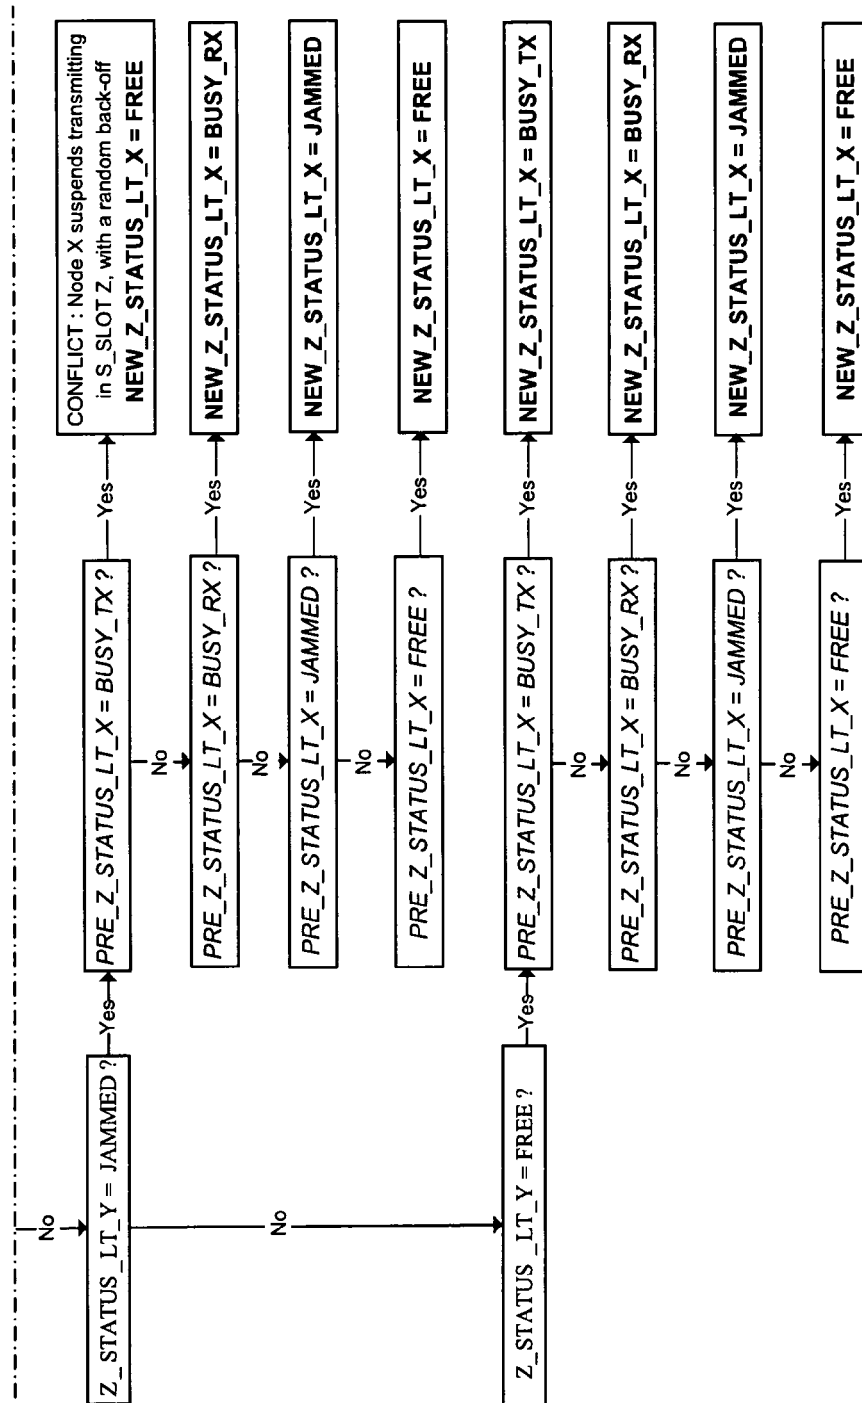 No
Z_STATUS_LT_Y = JAMMED ?
Yes
PRE_Z_STATUS_LT_X = BUSY_TX ?
Yes
CONFLICT : Node X suspends transmitting
in S_SLOT Z, with a random back-off
NEW_Z_STATUS_LT_X = FREE
No
PRE_Z_STATUS_LT_X = BUSY_RX ?
Yes
NEW_Z_STATUS_LT_X = BUSY_RX
No
PRE_Z_STATUS_LT_X = JAMMED ?
Yes
NEW_Z_STATUS_LT_X = JAMMED
No
PRE_Z_STATUS_LT_X = FREE ?
Yes
NEW_Z_STATUS_LT_X = FREE
No
Z_STATUS _LT_Y = FREE ?
Yes
PRE_Z_STATUS_LT_X = BUSY_TX ?
Yes
NEW_Z_STATUS_LT_X = BUSY_TX
No
PRE_Z_STATUS_LT_X = BUSY_RX ?
Yes
NEW_Z_STATUS_LT_X = BUSY_RX
No
PRE_Z_STATUS_LT_X = JAMMED ?
Yes
NEW_Z_STATUS_LT_X = JAMMED
No
PRE_Z_STATUS_LT_X = FREE ?
Yes
NEW_Z_STATUS_LT_X = FREE